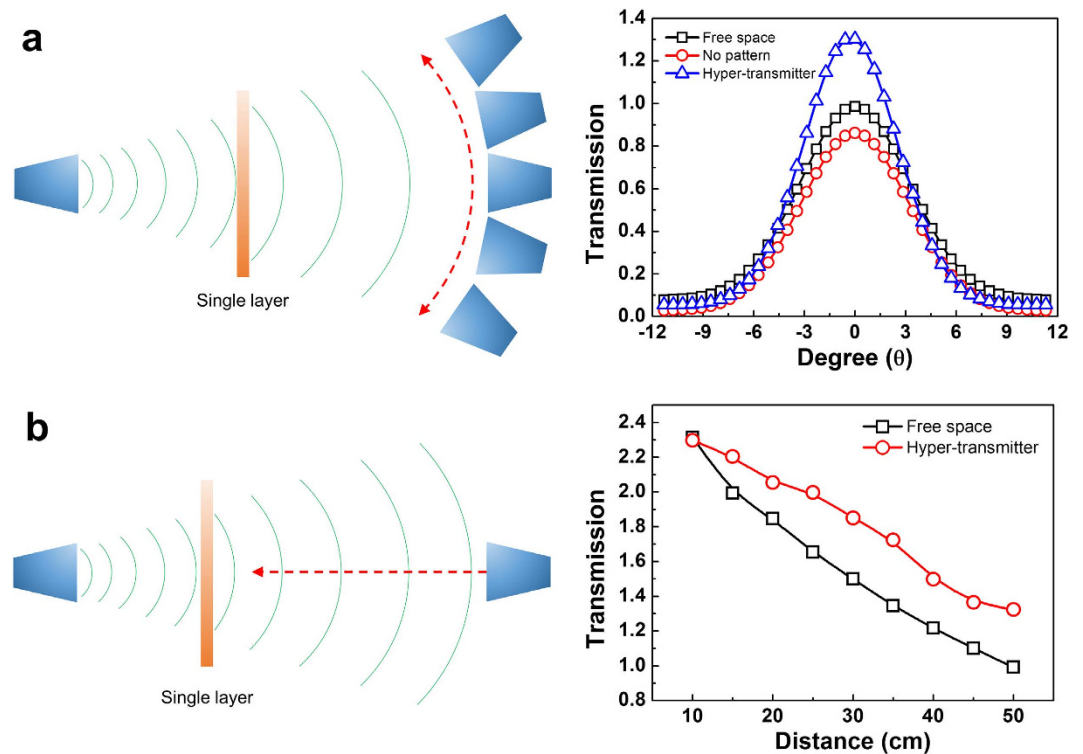 a
Single layer
Transmission
1.4
1.2
1.0
0.8
0.6
0.4
0.2
0.0
Free space
No pattern
Hyper-transmitter
-12 -9 -6 -3 0 3 6 9 12
Degree (θ)
b
Single layer
Transmission
2.4
2.2
2.0
1.8
1.6
1.4
1.2
1.0
0.8
Free space
Hyper-transmitter
10 20 30 40 50
Distance (cm)